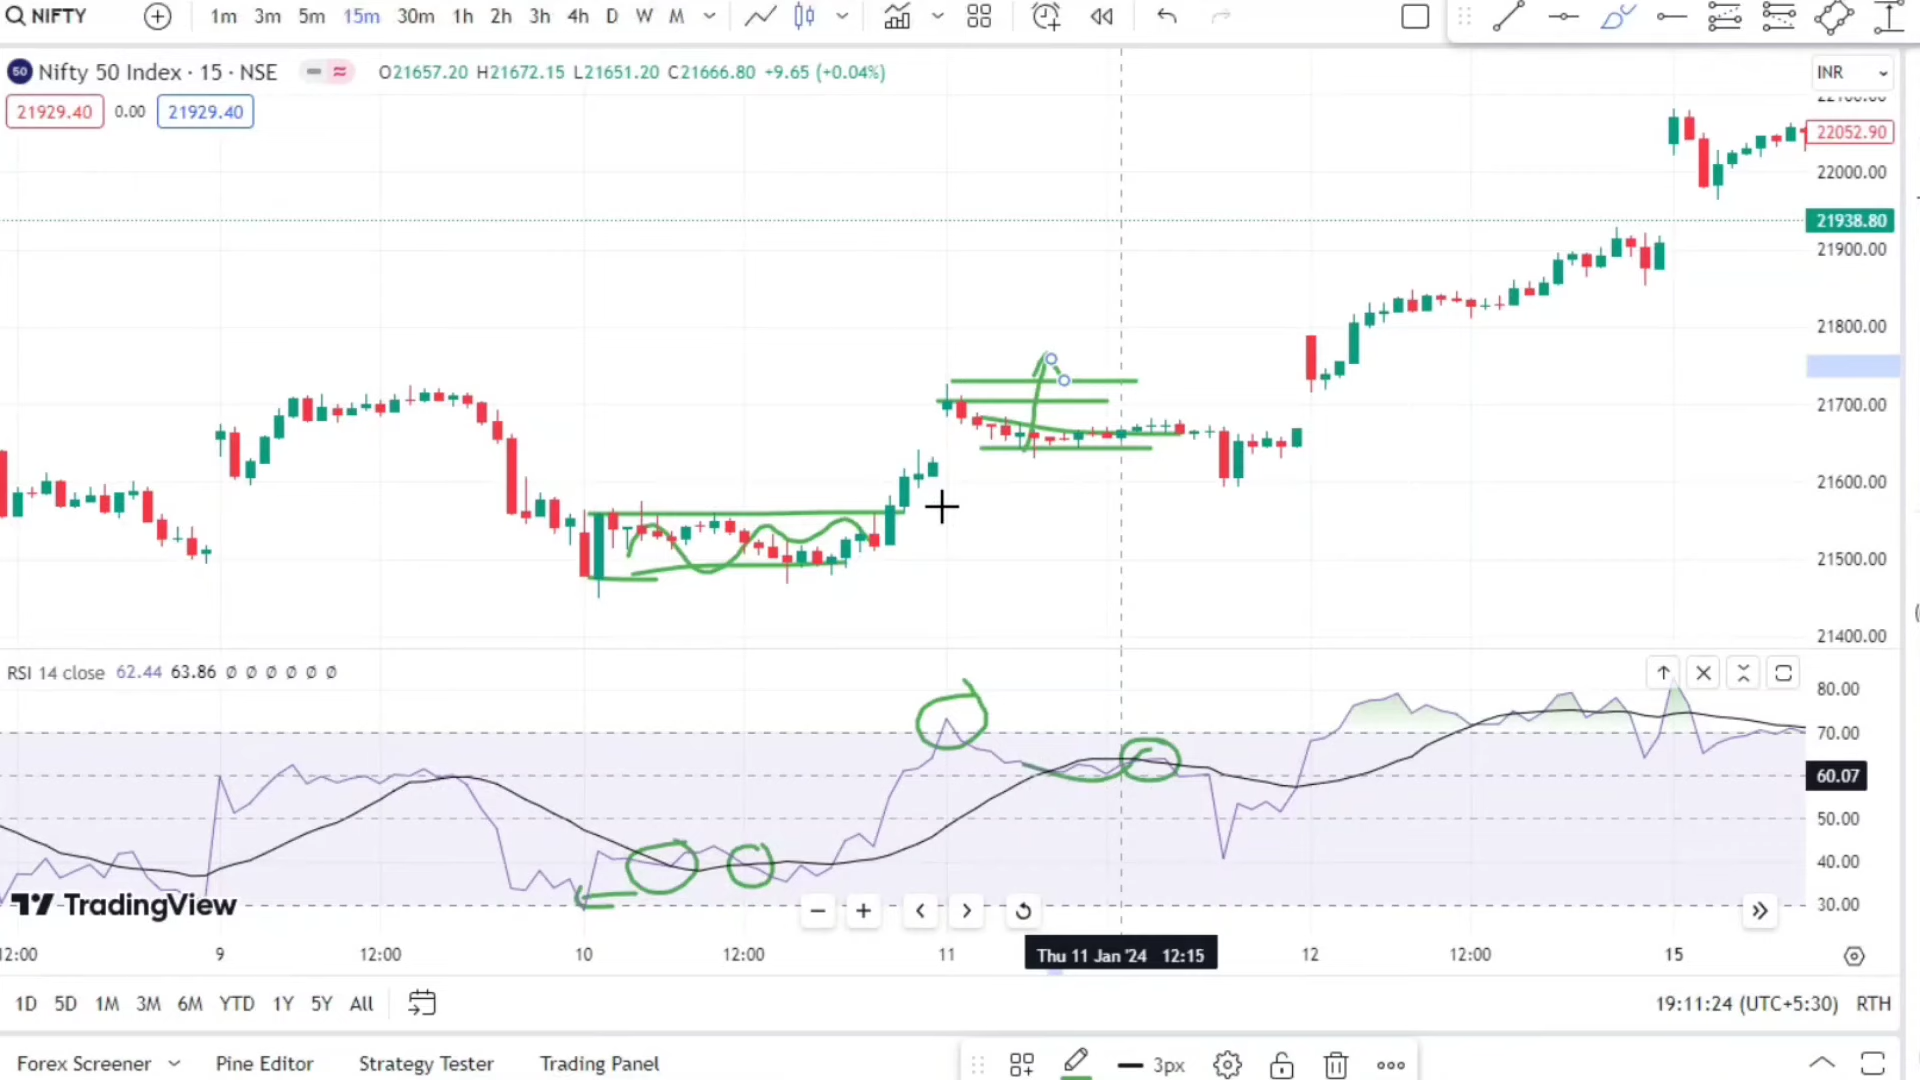 NIFTY 1m 3m 5m 15m 30m 1h 2h 3h 4h D W M
Nifty 50 Index · 15 · NSE O21657.20 H21672.15 L21651.20 C21666.80 +9.65 (+0.04%) INR
21929.40 0.00 21929.40
22052.90
22000.00
21938.80
21900.00
21800.00
21700.00
21600.00
21500.00
21400.00
RSI 14 close 62.44 63.86 Ø Ø Ø Ø Ø Ø
80.00
70.00
60.07
50.00
40.00
30.00
TradingView
12:00 9 12:00 10 12:00 11 Thu 11 Jan '24 12:15 12 12:00 15
1D 5D 1M 3M 6M YTD 1Y 5Y All 19:11:24 (UTC+5:30) RTH
Forex Screener Pine Editor Strategy Tester Trading Panel 3px